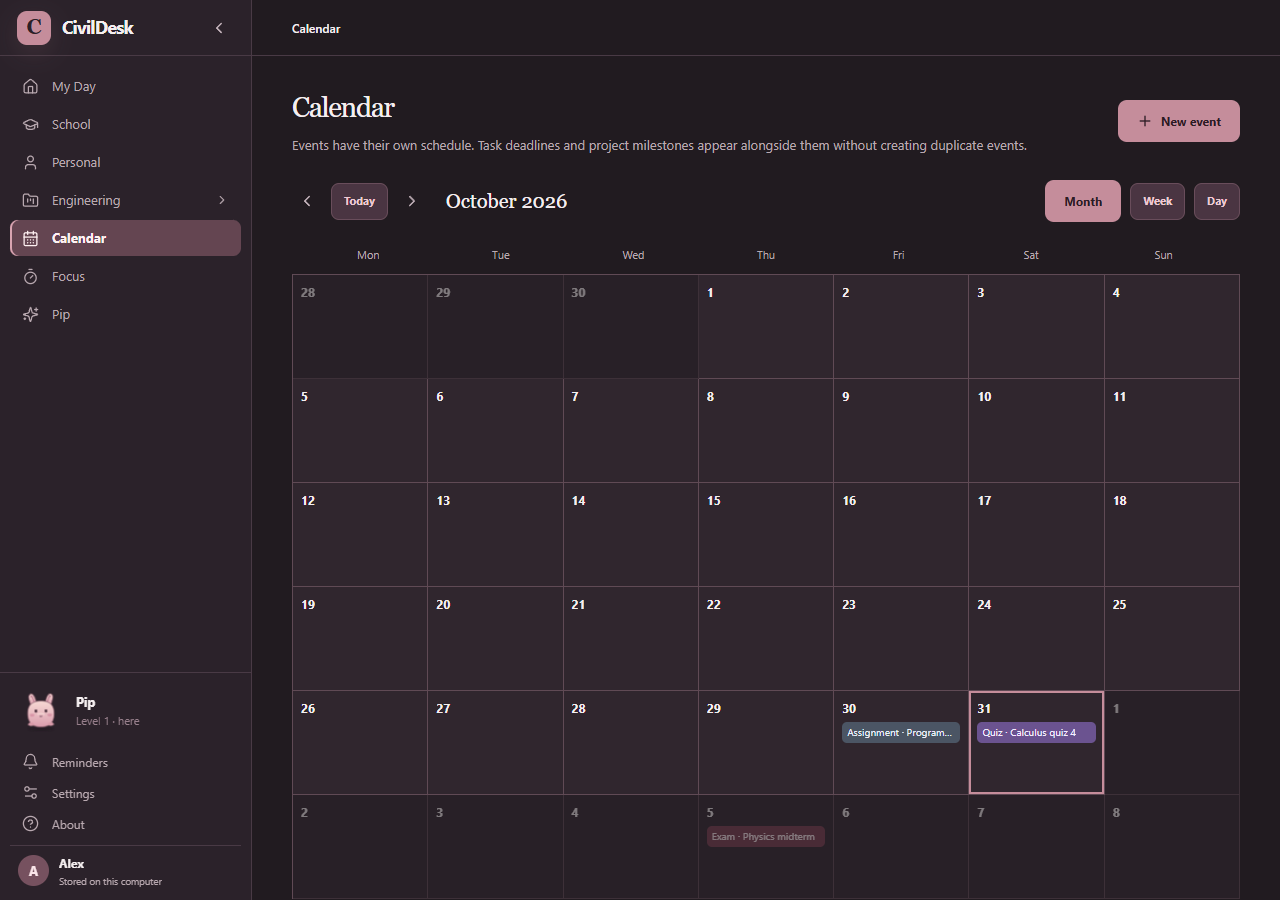 C CivilDesk
Calendar
My Day
School
Personal
Engineering
Calendar
Focus
Pip
Pip
Level 1 · here
Reminders
Settings
About
A
Alex
Stored on this computer
Calendar
Events have their own schedule. Task deadlines and project milestones appear alongside them without creating duplicate events.
New event
Today
October 2026
Month Week Day
Mon Tue Wed Thu Fri Sat Sun
28 29 30 1 2 3 4
5 6 7 8 9 10 11
12 13 14 15 16 17 18
19 20 21 22 23 24 25
26 27 28 29 30 31 1
Assignment · Program... Quiz · Calculus quiz 4
2 3 4 5 6 7 8
Exam · Physics midterm